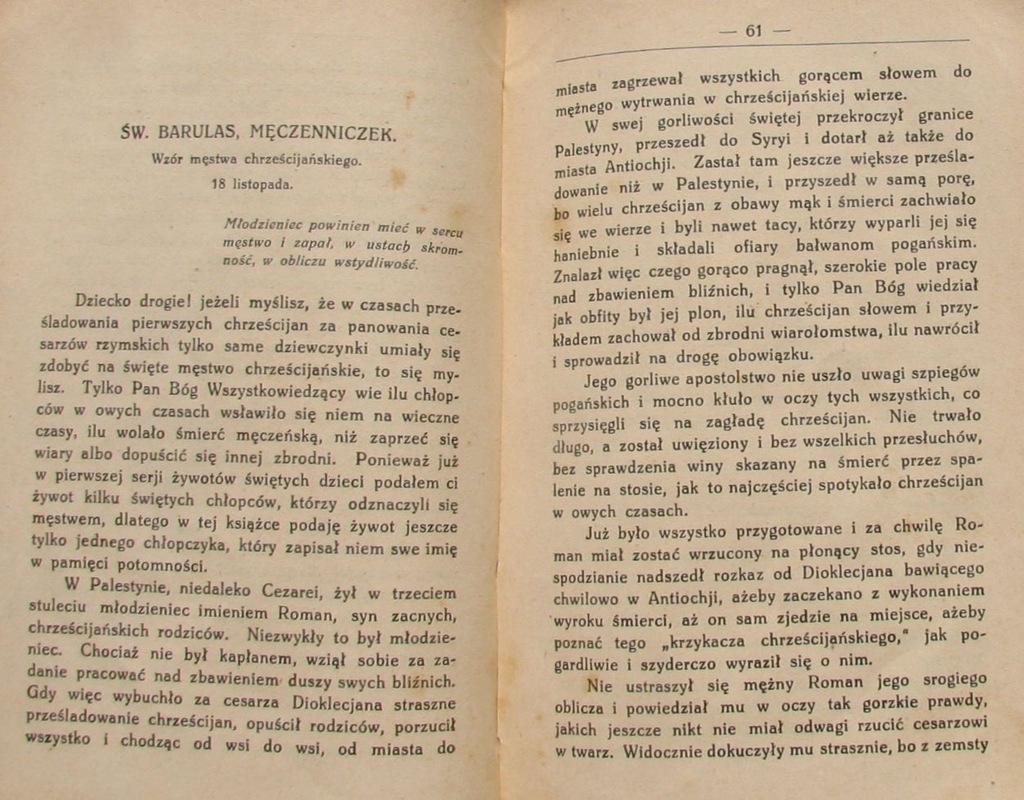 ŚW. BARULAS, MĘCZENNICZEK.
Wzór męstwa chrześcijańskiego.
18 listopada.
Młodzieniec powinien mieć w sercu
męstwo i zapał, w ustach skrom-
ność, w obliczu wstydliwość.
Dziecko drogie! jeżeli myślisz, że w czasach prze-
śladowania pierwszych chrześcijan za panowania ce-
sarzów rzymskich tylko same dziewczynki umiały się
zdobyć na święte męstwo chrześcijańskie, to się my-
lisz. Tylko Pan Bóg Wszystkowiedzący wie ilu chłop-
ców w owych czasach wsławiło się niem na wieczne
czasy, ilu wolało śmierć męczeńską, niż zaprzeć się
wiary albo dopuścić się innej zbrodni. Ponieważ już
w pierwszej serji żywotów świętych dzieci podałem ci
żywot kilku świętych chłopców, którzy odznaczyli się
męstwem, dlatego w tej książce podaję żywot jeszcze
tylko jednego chłopczyka, który zapisał niem swe imię
w pamięci potomności.
W Palestynie, niedaleko Cezarei, żył w trzeciem
stuleciu młodzieniec imieniem Roman, syn zacnych,
chrześcijańskich rodziców. Niezwykły to był młodzie-
niec. Chociaż nie był kapłanem, wziął sobie za za-
danie pracować nad zbawieniem duszy swych bliźnich.
Gdy więc wybuchło za cesarza Dioklecjana straszne
prześladowanie chrześcijan, opuścił rodziców, porzucił
wszystko i chodząc od wsi do wsi, od miasta do
— 61 —
miasta zagrzewał wszystkich gorącem słowem do
mężnego wytrwania w chrześcijańskiej wierze.
W swej gorliwości świętej przekroczył granice
Palestyny, przeszedł do Syryi i dotarł aż także do
miasta Antiochji. Zastał tam jeszcze większe prześla-
dowanie niż w Palestynie, i przyszedł w samą porę,
bo wielu chrześcijan z obawy mąk i śmierci zachwiało
się we wierze i byli nawet tacy, którzy wyparli jej się
haniebnie i składali ofiary bałwanom pogańskim.
Znalazł więc czego gorąco pragnął, szerokie pole pracy
nad zbawieniem bliźnich, i tylko Pan Bóg wiedział
jak obfity był jej plon, ilu chrześcijan słowem i przy-
kładem zachował od zbrodni wiarołomstwa, ilu nawrócił
i sprowadził na drogę obowiązku.
Jego gorliwe apostolstwo nie uszło uwagi szpiegów
pogańskich i mocno kłuło w oczy tych wszystkich, co
sprzysięgli się na zagładę chrześcijan. Nie trwało
długo, a został uwięziony i bez wszelkich przesłuchów,
bez sprawdzenia winy skazany na śmierć przez spa-
lenie na stosie, jak to najczęściej spotykało chrześcijan
w owych czasach.
Już było wszystko przygotowane i za chwilę Ro-
man miał zostać wrzucony na płonący stos, gdy nie-
spodzianie nadszedł rozkaz od Dioklecjana bawiącego
chwilowo w Antiochji, ażeby zaczekano z wykonaniem
wyroku śmierci, aż on sam zjedzie na miejsce, ażeby
poznać tego „krzykacza chrześcijańskiego," jak po-
gardliwie i szyderczo wyraził się o nim.
Nie ustraszył się mężny Roman jego srogiego
oblicza i powiedział mu w oczy tak gorzkie prawdy,
jakich jeszcze nikt nie miał odwagi rzucić cesarzowi
w twarz. Widocznie dokuczyły mu strasznie, bo z zemsty